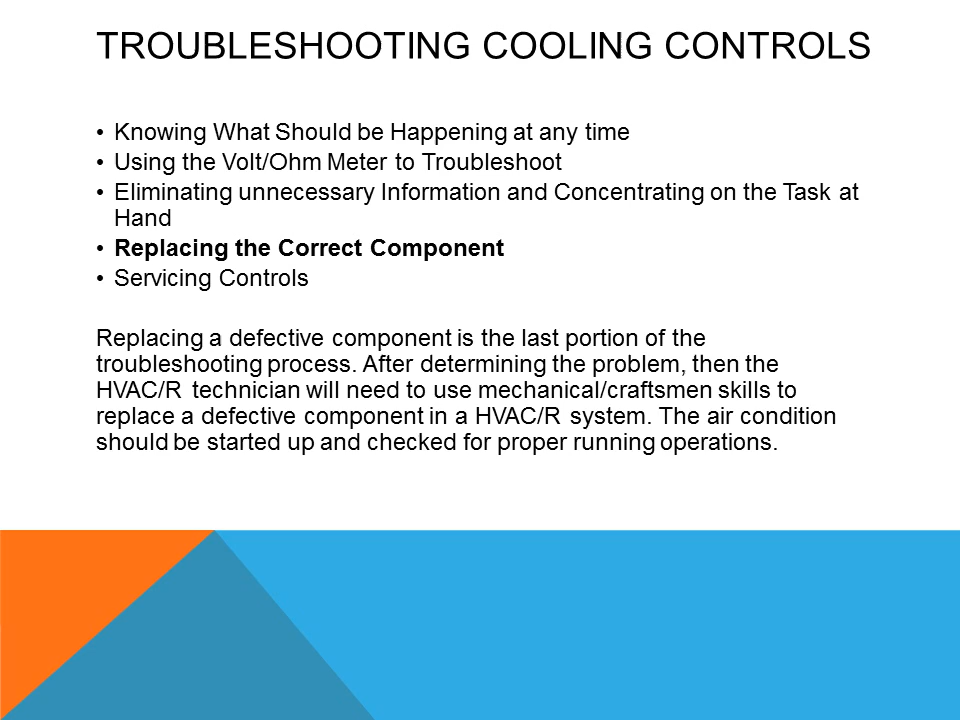 TROUBLESHOOTING COOLING CONTROLS
• Knowing What Should be Happening at any time
• Using the Volt/Ohm Meter to Troubleshoot
• Eliminating unnecessary Information and Concentrating on the Task at
Hand
• Replacing the Correct Component
• Servicing Controls
Replacing a defective component is the last portion of the
troubleshooting process. After determining the problem, then the
HVAC/R technician will need to use mechanical/craftsmen skills to
replace a defective component in a HVAC/R system. The air condition
should be started up and checked for proper running operations.